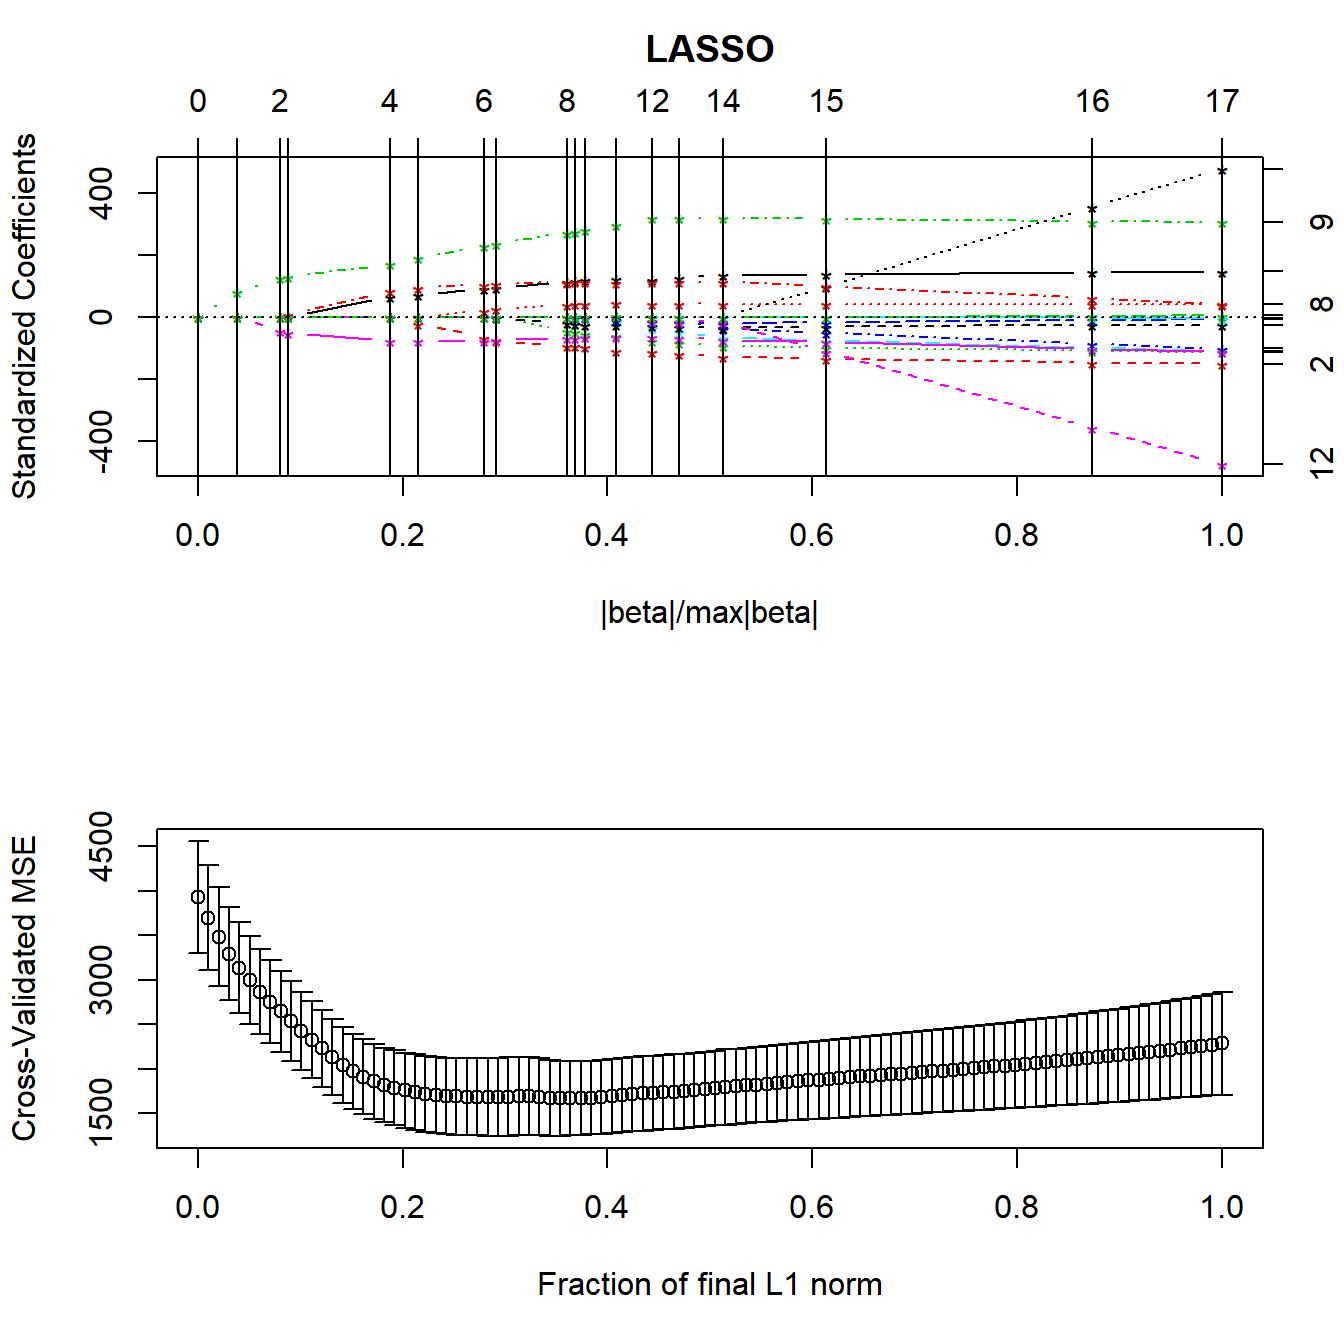 LASSO
0 2 4 6 8 12 14 15 16 17
Standardized Coefficients
400
0
-400
9
8
2
12
0.0 0.2 0.4 0.6 0.8 1.0
|beta|/max|beta|
Cross-Validated MSE
4500
3000
1500
0.0 0.2 0.4 0.6 0.8 1.0
Fraction of final L1 norm